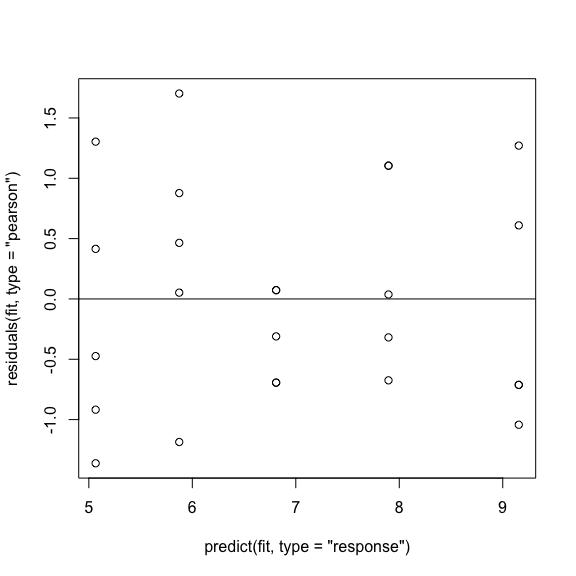 residuals(fit, type = "pearson")
1.5
1.0
0.5
0.0
-0.5
-1.0
5 6 7 8 9
predict(fit, type = "response")